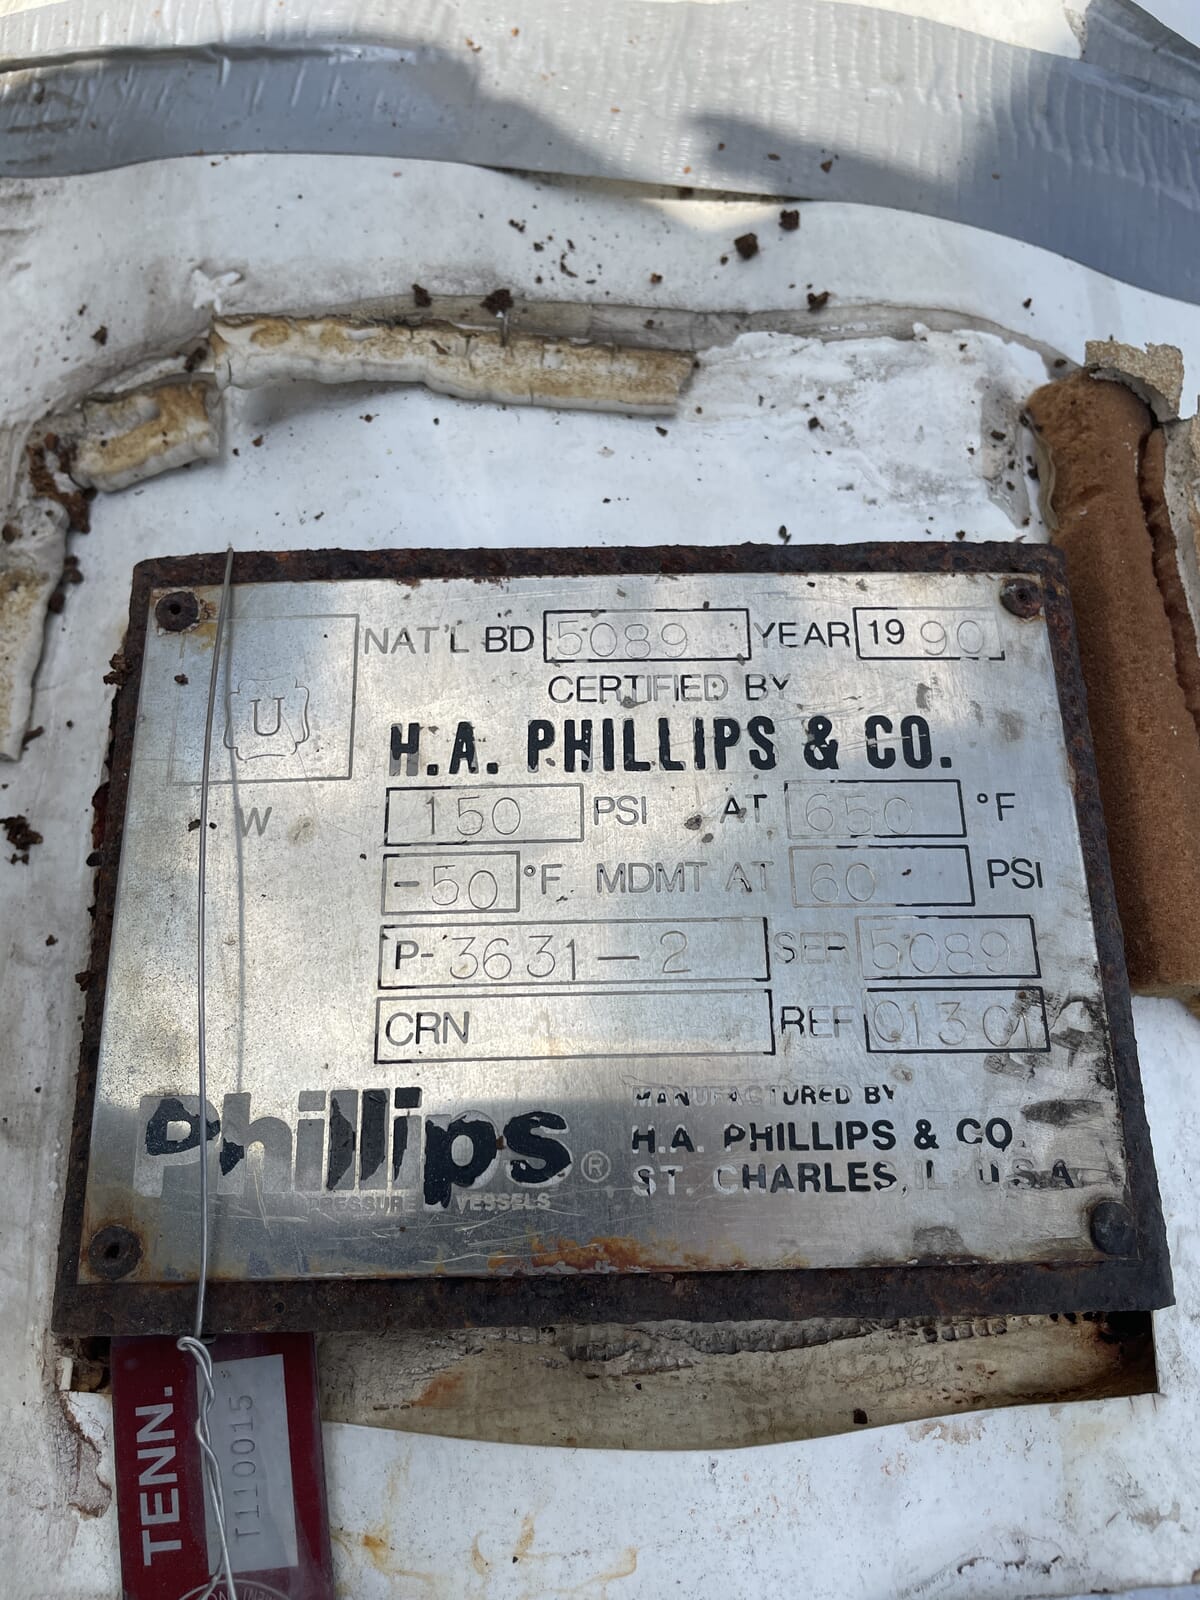 NAT'L BD 5089 YEAR 1990
CERTIFIED BY
U
H.A. PHILLIPS & CO.
W 150 PSI AT 650 °F
-50 °F MDMT AT 60 PSI
P- 3631-2 SER 5089
CRN REF 01301
Phillips ®
PRESSURE VESSELS
MANUFACTURED BY
H.A. PHILLIPS & CO.
ST. CHARLES, IL. U.S.A
TENN.
T110015